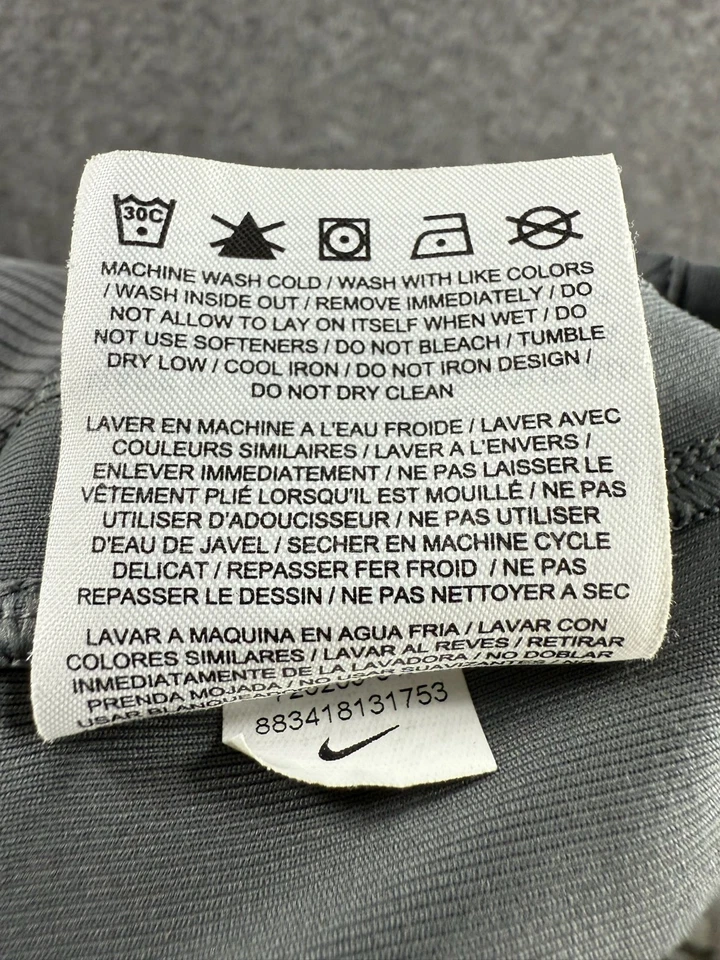 30C
MACHINE WASH COLD / WASH WITH LIKE COLORS
/ WASH INSIDE OUT / REMOVE IMMEDIATELY / DO
NOT ALLOW TO LAY ON ITSELF WHEN WET / DO
NOT USE SOFTENERS / DO NOT BLEACH / TUMBLE
DRY LOW / COOL IRON / DO NOT IRON DESIGN /
DO NOT DRY CLEAN
LAVER EN MACHINE A L'EAU FROIDE / LAVER AVEC
COULEURS SIMILAIRES / LAVER A L'ENVERS /
ENLEVER IMMEDIATEMENT / NE PAS LAISSER LE
VÊTEMENT PLIÉ LORSQU'IL EST MOUILLÉ / NE PAS
UTILISER D'ADOUCISSEUR / NE PAS UTILISER
D'EAU DE JAVEL / SECHER EN MACHINE CYCLE
DELICAT / REPASSER FER FROID / NE PAS
REPASSER LE DESSIN / NE PAS NETTOYER A SEC
LAVAR A MAQUINA EN AGUA FRIA / LAVAR CON
COLORES SIMILARES / LAVAR AL REVES / RETIRAR
INMEDIATAMENTE DE LA LAVADORA / NO DOBLAR
PRENDA MOJADA / NO USAR SUAVIZANTES / NO
USAR
883418131753